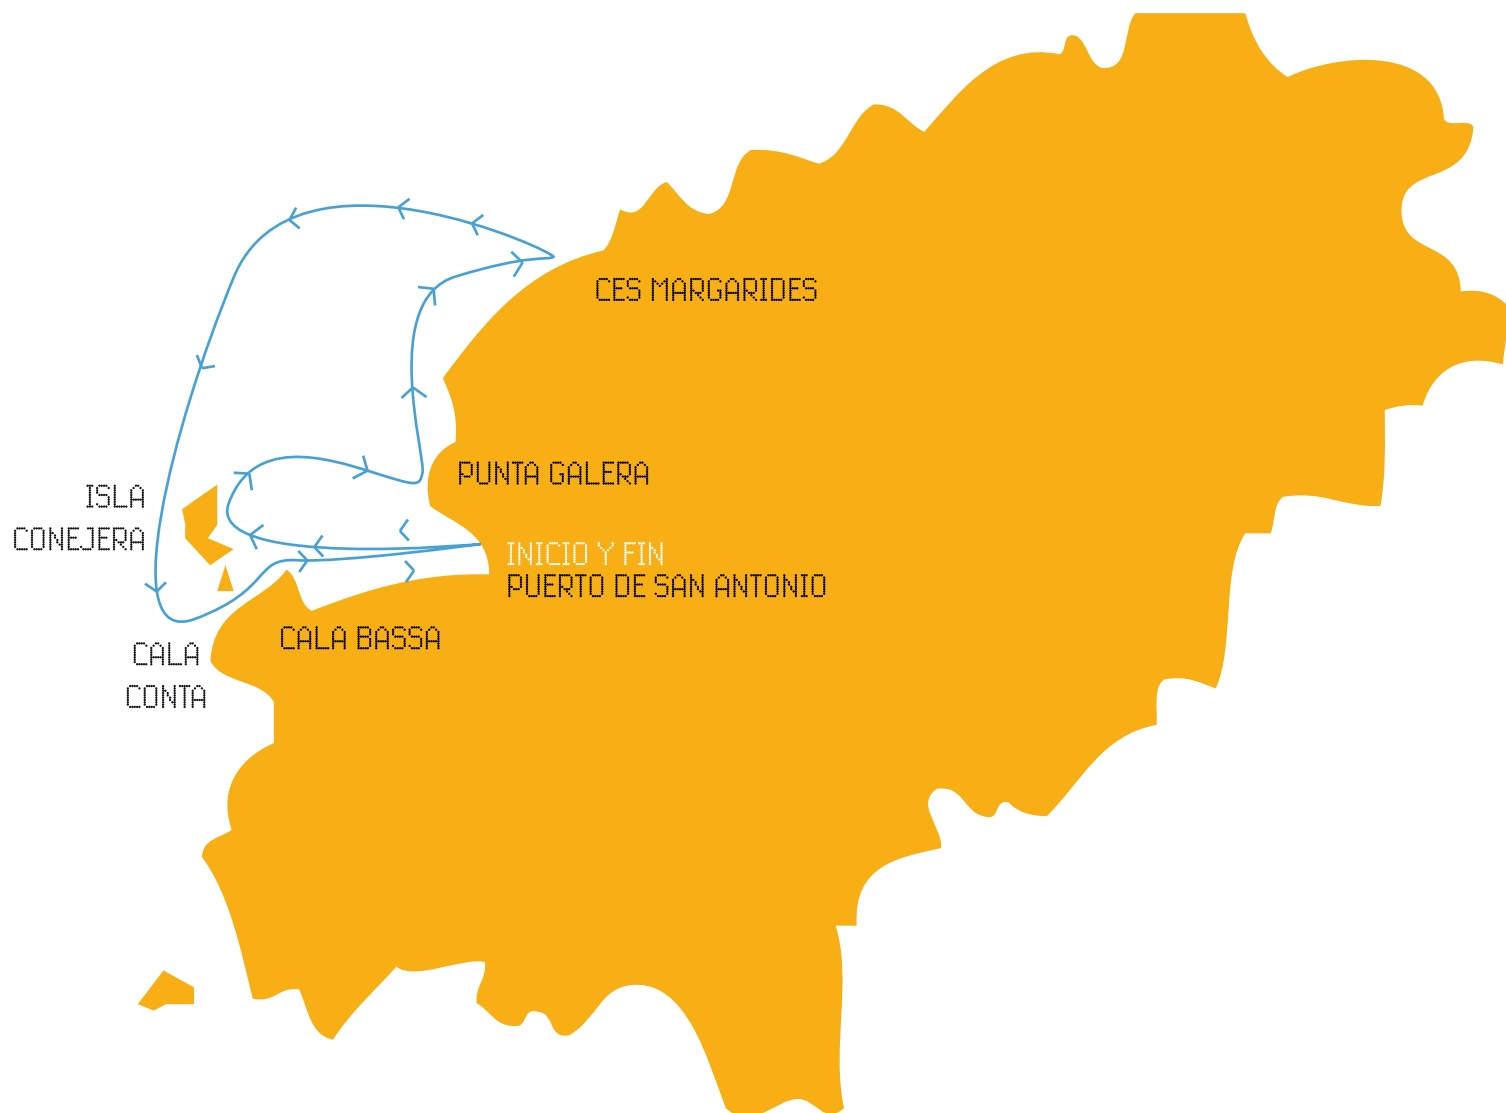 CES MARGARIDES
PUNTA GALERA
ISLA
CONEJERA
INICIO Y FIN
PUERTO DE SAN ANTONIO
CALA BASSA
CALA
CONTA